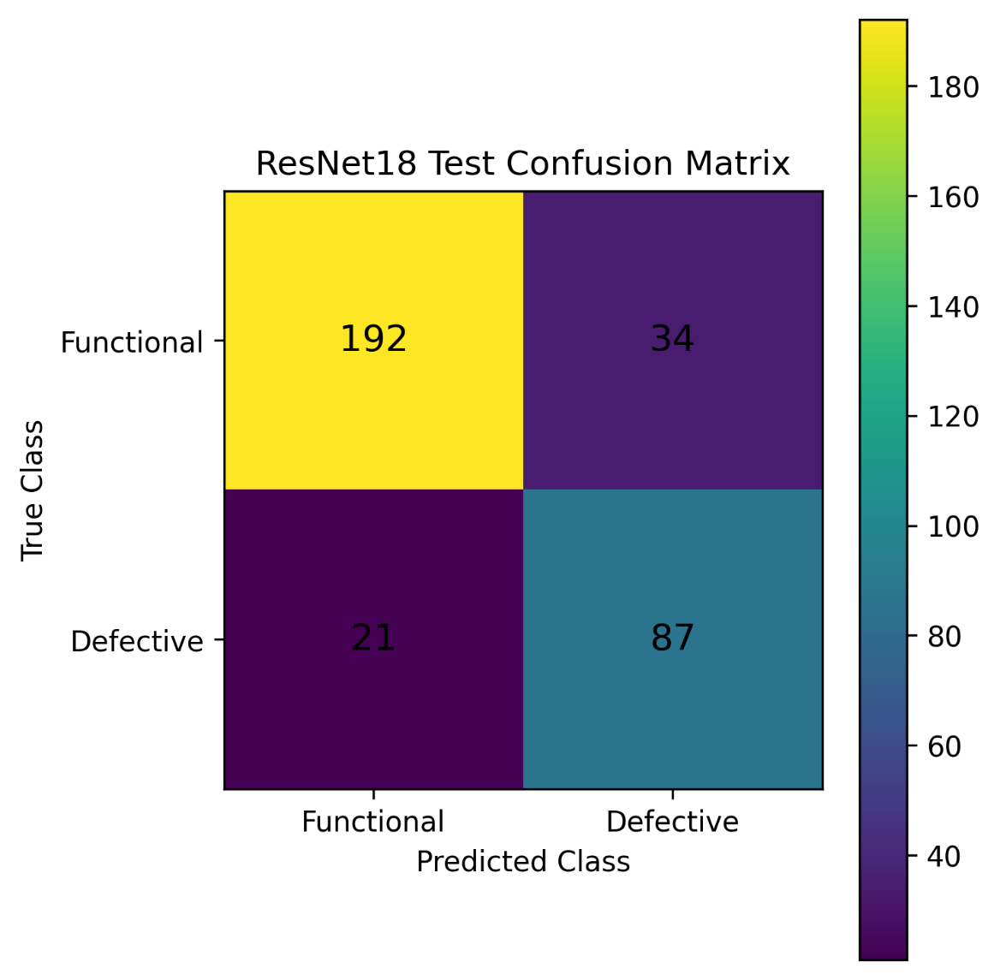 ResNet18 Test Confusion Matrix
True Class
Functional
192
34
Defective
21
87
Functional
Defective
Predicted Class
180
160
140
120
100
80
60
40